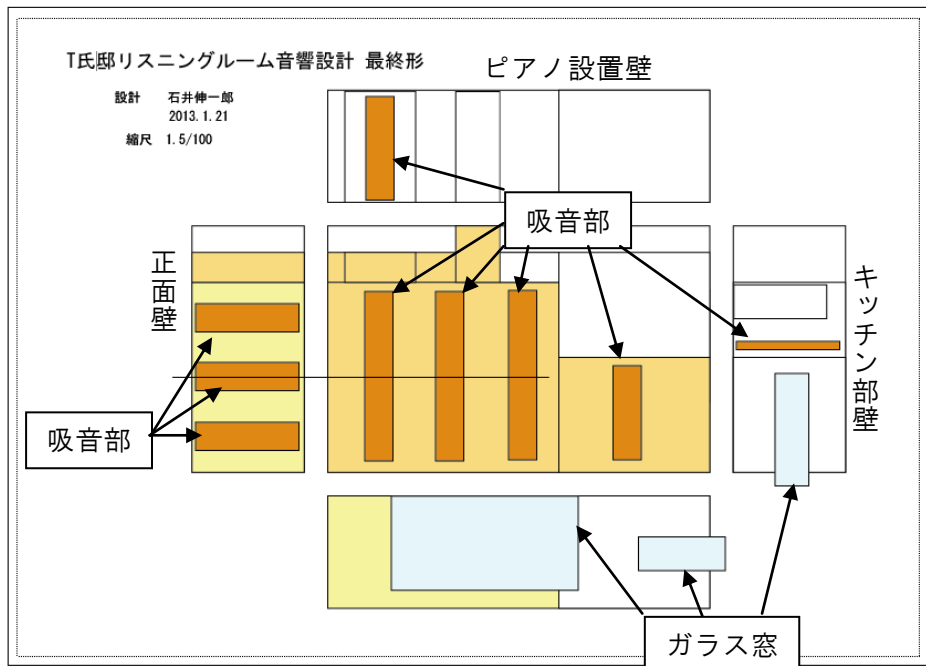 T氏邸リスニングルーム音響設計 最終形
設計 石井伸一郎
2013.1.21
縮尺 1.5/100
ピアノ設置壁
吸音部
正面壁
キッチン部壁
吸音部
ガラス窓